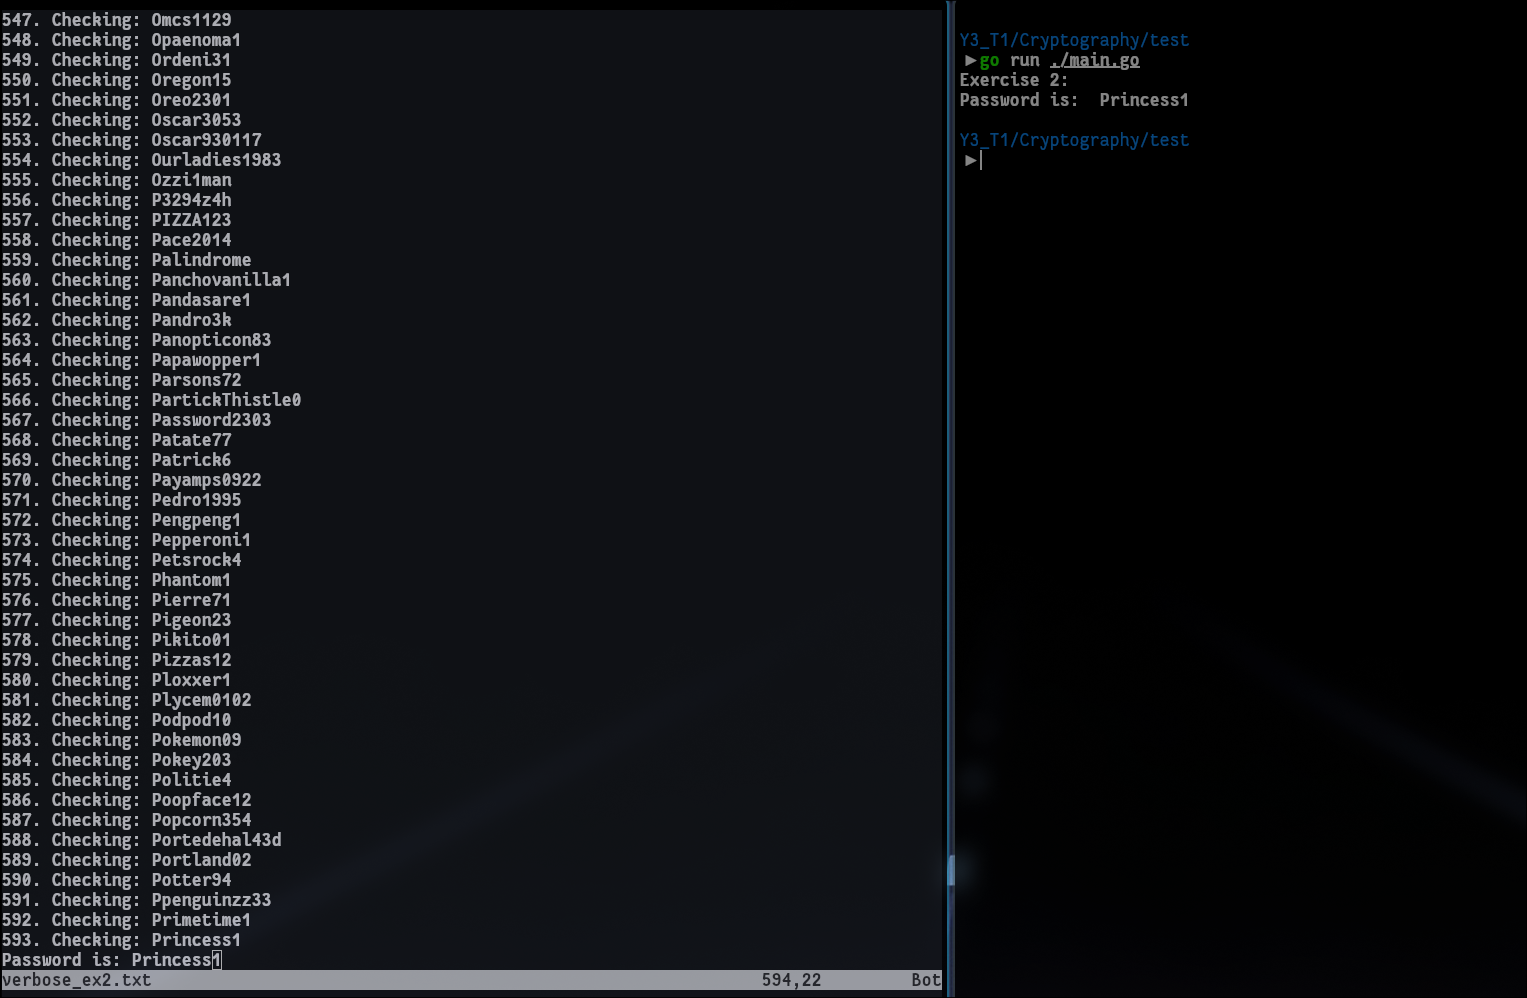 547. Checking: Omcs1129
548. Checking: Opaenoma1
549. Checking: Ordeni31
550. Checking: Oregon15
551. Checking: Oreo2301
552. Checking: Oscar3053
553. Checking: Oscar930117
554. Checking: Ourladies1983
555. Checking: Ozzi1man
556. Checking: P3294z4h
557. Checking: PIZZA123
558. Checking: Pace2014
559. Checking: Palindrome
560. Checking: Panchovanilla1
561. Checking: Pandasare1
562. Checking: Pandro3k
563. Checking: Panopticon83
564. Checking: Papawopper1
565. Checking: Parsons72
566. Checking: PartickThistle0
567. Checking: Password2303
568. Checking: Patate77
569. Checking: Patrick6
570. Checking: Payamps0922
571. Checking: Pedro1995
572. Checking: Pengpeng1
573. Checking: Pepperoni1
574. Checking: Petsrock4
575. Checking: Phantom1
576. Checking: Pierre71
577. Checking: Pigeon23
578. Checking: Pikito01
579. Checking: Pizzas12
580. Checking: Ploxxer1
581. Checking: Plycem0102
582. Checking: Podpod10
583. Checking: Pokemon09
584. Checking: Pokey203
585. Checking: Politie4
586. Checking: Poopface12
587. Checking: Popcorn354
588. Checking: Portedehal43d
589. Checking: Portland02
590. Checking: Potter94
591. Checking: Ppenguinzz33
592. Checking: Primetime1
593. Checking: Princess1
Password is: Princess1
verbose_ex2.txt 594,22 Bot
Y3_T1/Cryptography/test
►go run ./main.go
Exercise 2:
Password is:  Princess1
Y3_T1/Cryptography/test
►